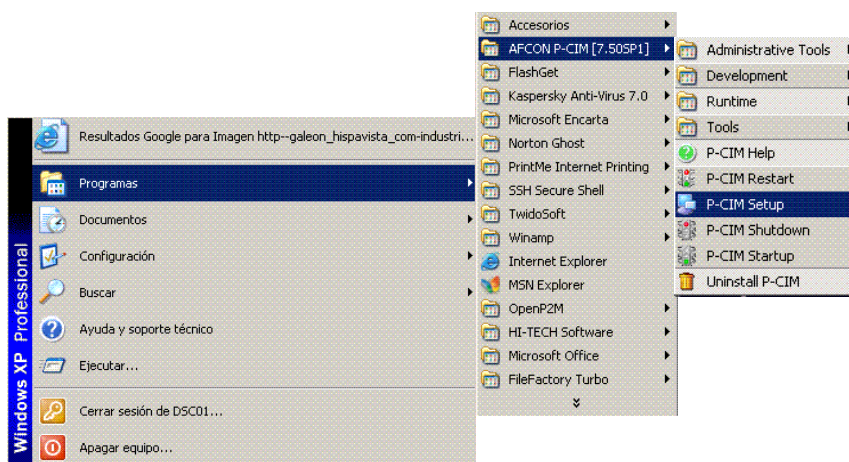 Windows XP Professional
Resultados Google para Imagen http--galeon_hispavista_com-industri...
Programas
Documentos
Configuración
Buscar
Ayuda y soporte técnico
Ejecutar...
Cerrar sesión de DSC01...
Apagar equipo...
Accesorios
AFCON P-CIM [7.50SP1]
FlashGet
Kaspersky Anti-Virus 7.0
Microsoft Encarta
Norton Ghost
PrintMe Internet Printing
SSH Secure Shell
TwidoSoft
Winamp
Internet Explorer
MSN Explorer
OpenP2M
HI-TECH Software
Microsoft Office
FileFactory Turbo
Administrative Tools
Development
Runtime
Tools
P-CIM Help
P-CIM Restart
P-CIM Setup
P-CIM Shutdown
P-CIM Startup
Uninstall P-CIM